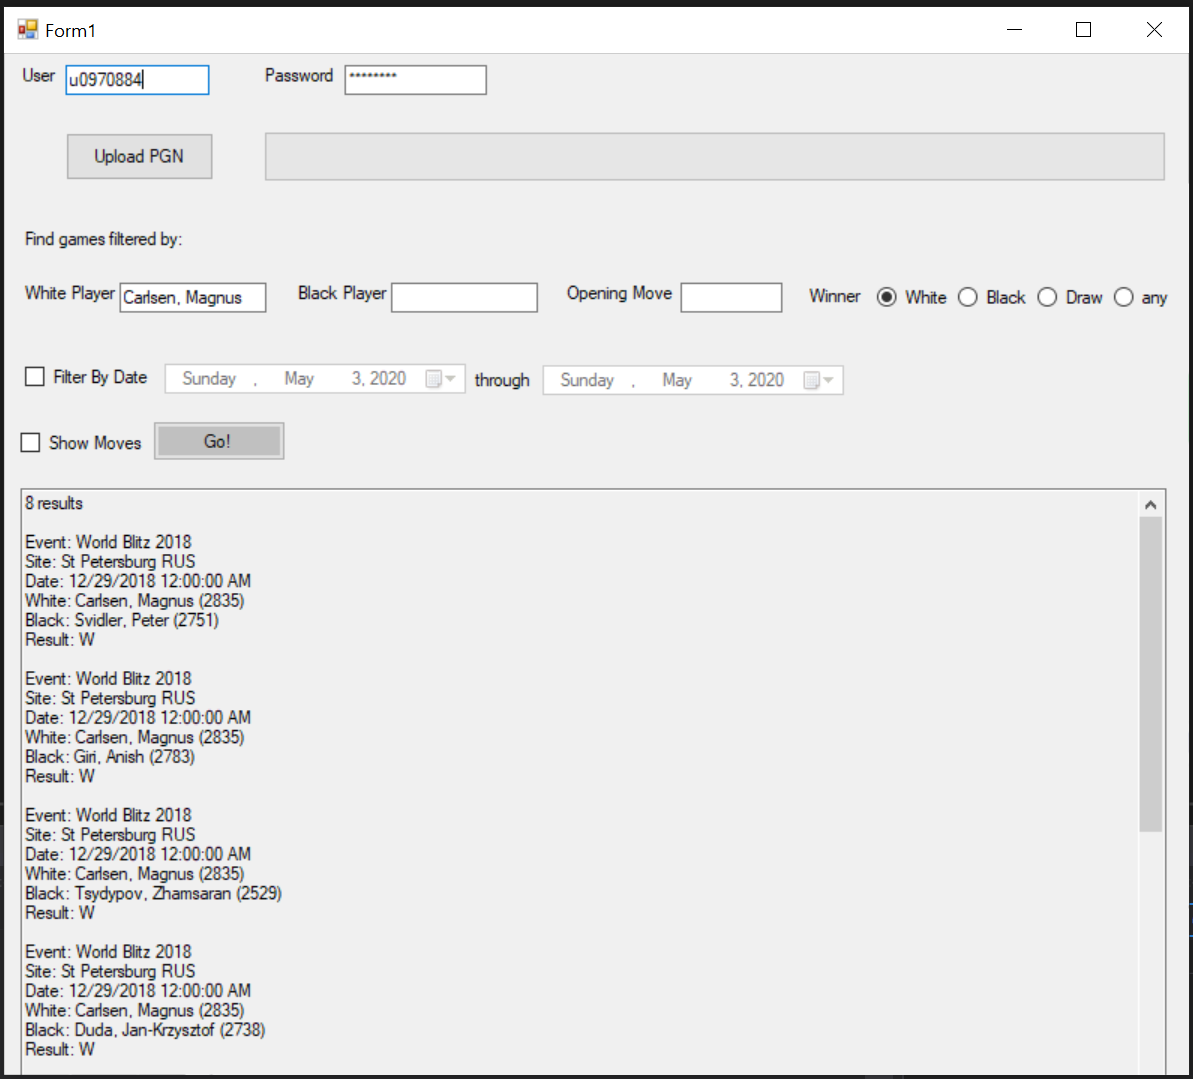 Form1
User u0970884 Password ********
Upload PGN
Find games filtered by:
White Player Carlsen, Magnus Black Player Opening Move Winner White Black Draw any
Filter By Date Sunday , May 3, 2020 through Sunday , May 3, 2020
Show Moves Go!
8 results
Event: World Blitz 2018
Site: St Petersburg RUS
Date: 12/29/2018 12:00:00 AM
White: Carlsen, Magnus (2835)
Black: Svidler, Peter (2751)
Result: W
Event: World Blitz 2018
Site: St Petersburg RUS
Date: 12/29/2018 12:00:00 AM
White: Carlsen, Magnus (2835)
Black: Giri, Anish (2783)
Result: W
Event: World Blitz 2018
Site: St Petersburg RUS
Date: 12/29/2018 12:00:00 AM
White: Carlsen, Magnus (2835)
Black: Tsydypov, Zhamsaran (2529)
Result: W
Event: World Blitz 2018
Site: St Petersburg RUS
Date: 12/29/2018 12:00:00 AM
White: Carlsen, Magnus (2835)
Black: Duda, Jan-Krzysztof (2738)
Result: W